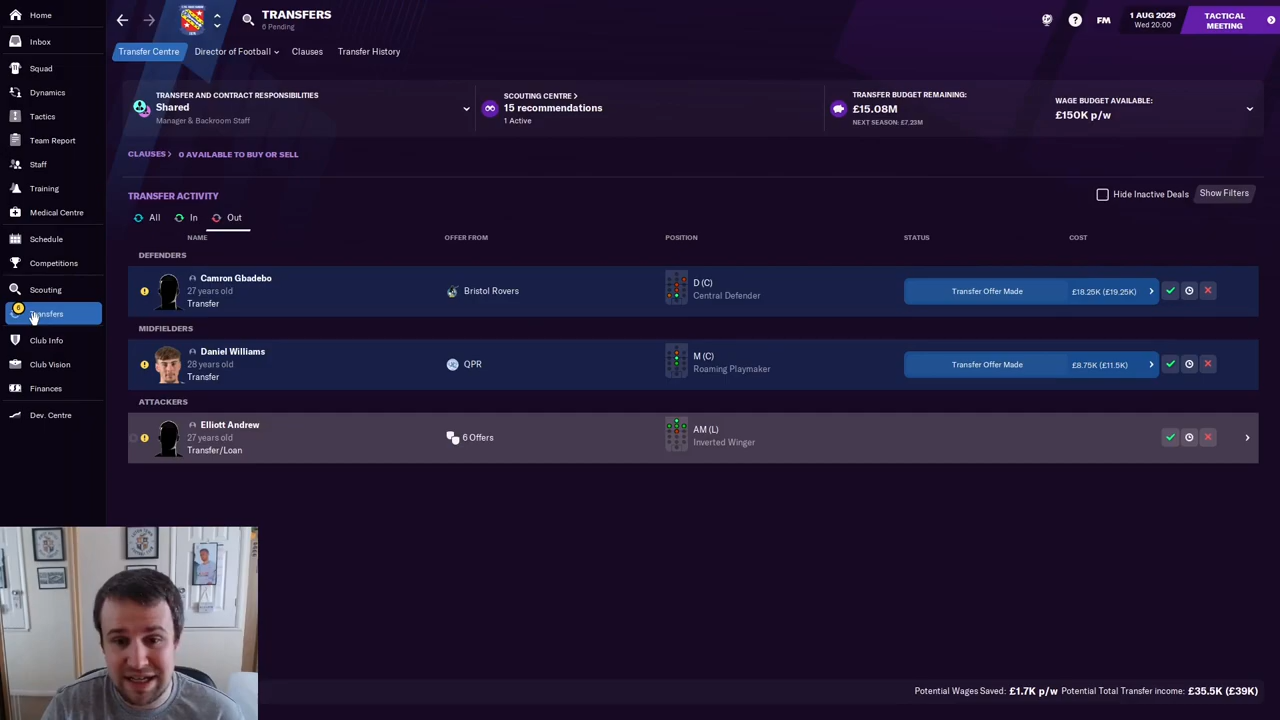 Home
Inbox
Squad
Dynamics
Tactics
Team Report
Staff
Training
Medical Centre
Schedule
Competitions
Scouting
6
Transfers
Club Info
Club Vision
Finances
Dev. Centre
TRANSFERS
6 Pending
?
FM
1 AUG 2029
Wed 20:00
TACTICAL
MEETING
Transfer Centre
Director of Football
Clauses
Transfer History
TRANSFER AND CONTRACT RESPONSIBILITIES
Shared
Manager & Backroom Staff
SCOUTING CENTRE >
15 recommendations
1 Active
TRANSFER BUDGET REMAINING:
£15.08M
NEXT SEASON: £7.23M
WAGE BUDGET AVAILABLE:
£150K p/w
CLAUSES > 0 AVAILABLE TO BUY OR SELL
TRANSFER ACTIVITY
Hide Inactive Deals
Show Filters
All In Out
NAME OFFER FROM POSITION STATUS COST
DEFENDERS
Camron Gbadebo
27 years old
Transfer
Bristol Rovers
D (C)
Central Defender
Transfer Offer Made £18.25K (£19.25K)
MIDFIELDERS
Daniel Williams
28 years old
Transfer
QPR
M (C)
Roaming Playmaker
Transfer Offer Made £8.75K (£11.5K)
ATTACKERS
Elliott Andrew
27 years old
Transfer/Loan
6 Offers
AM (L)
Inverted Winger
Potential Wages Saved: £1.7K p/w Potential Total Transfer income: £35.5K (£39K)